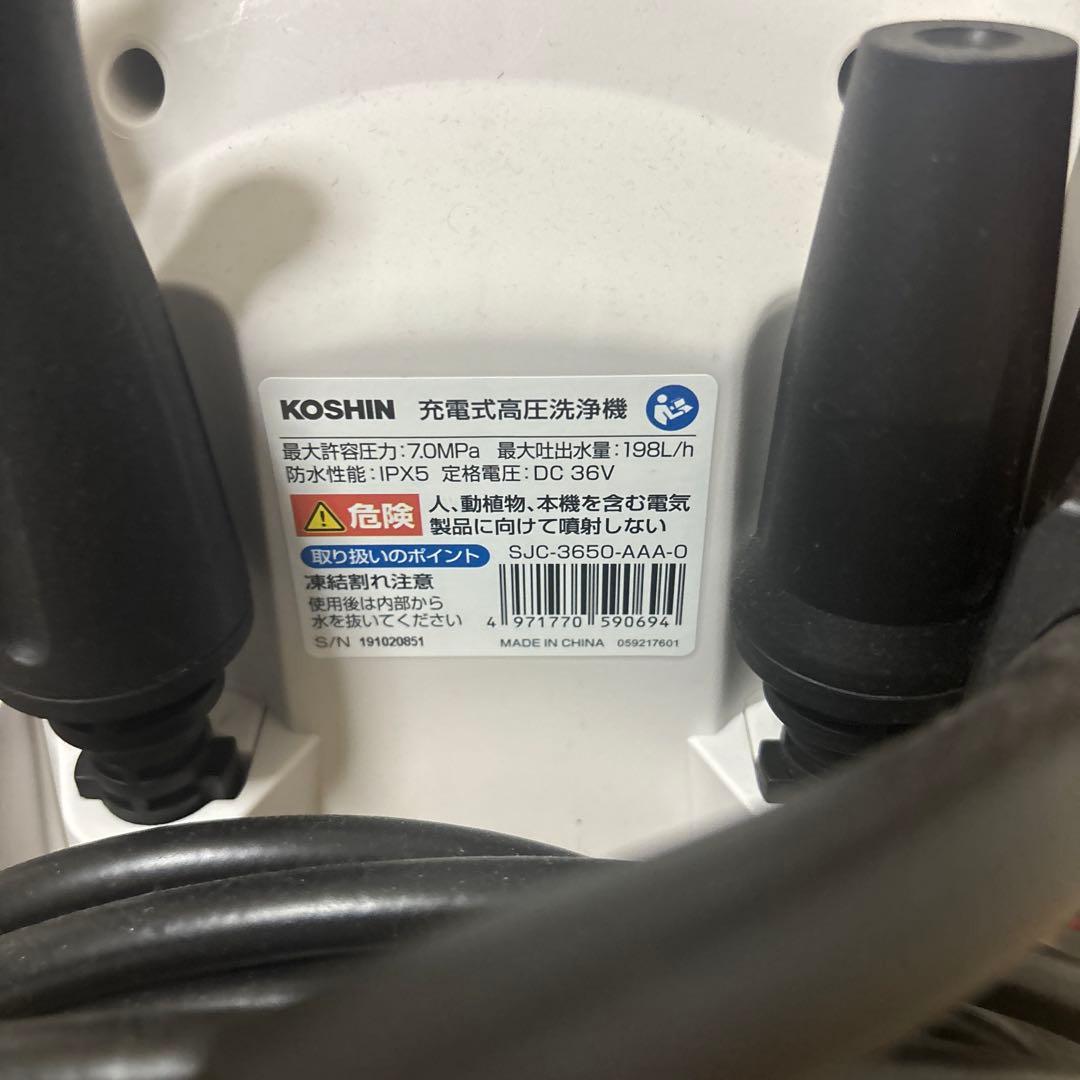 KOSHIN 充電式高圧洗浄機
最大許容圧力:7.0MPa 最大吐出水量:198L/h
防水性能:IPX5 定格電圧:DC 36V
危険 人、動植物、本機を含む電気
製品に向けて噴射しない
取り扱いのポイント SJC-3650-AAA-0
凍結割れ注意
使用後は内部から
水を抜いてください 4 971770 590694
S/N 191020851 MADE IN CHINA 059217601